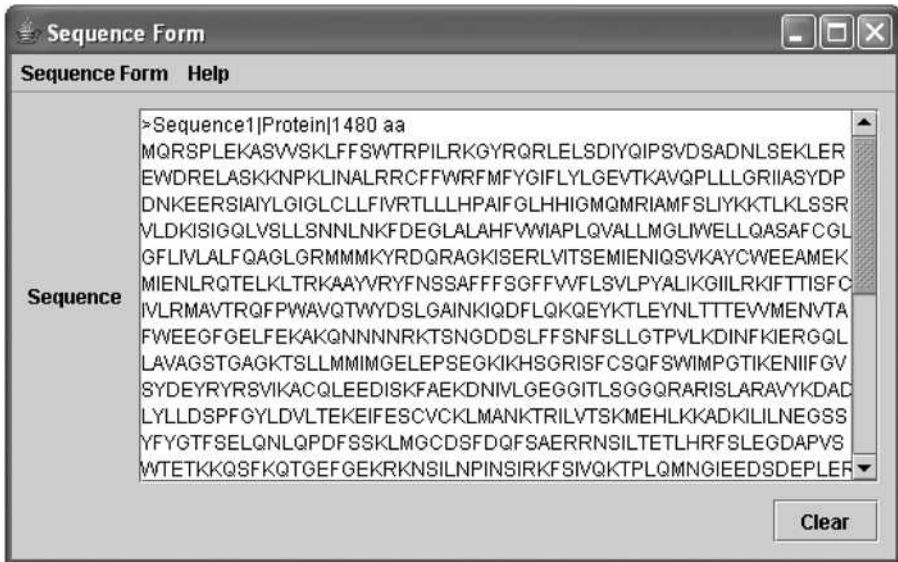 Sequence Form
Sequence Form Help
>Sequence1|Protein|1480 aa
MQRSPLEKASVVSKLFFSWTRPILRKGYRQRLELSDIYQIPSVDSADNLSEKLER
EWDRELASKKNPKLINALRRCFFWRFMFYGIFLYLGEVTKAVQPLLLGRIIASYDP
DNKEERSIAIYLGIGLCLLFIVRTLLLHPAIFGLHHIGMQMRIAMFSLIYKKTLKLSSR
VLDKISIGQLVSLLSNNLNKFDEGLALAHFVWIAPLQVALLMGLIWELLQASAFCGL
GFLIVLALFQAGLGRMMMKYRDQRAGKISERLVITSEMIENIQSVKAYCWEEAMEK
MIENLRQTELKLTRKAAYVRYFNSSAFFFSGFFVVFLSVLPYALIKGIILRKIFTTISFC
IVLRMAVTRQFPWAVQTWYDSLGAINKIQDFLQKQEYKTLEYNLTTTEVVMENVTA
FWEEGFGELFEKAKQNNNNRKTSNGDDSLFFSNFSLLGTPVLKDINFKIERGQL
LAVAGSTGAGKTSLLMMIMGELEPSEGKIKHSGRISFCSQFSWIMPGTIKENIIFGV
SYDEYRYRSVIKACQLEEDISKFAEKDNIVLGEGGITLSGGQRARISLARAVYKDAD
LYLLDSPFGYLDVLTEKEIFESCVCKLMANKTRILVTSKMEHLKKADKILILNEGSS
YFYGTFSELQNLQPDFSSKLMGCDSFDQFSAERRNSILTETLHRFSLEGDAPVS
Sequence
WTETKKQSFKQTGEFGEKRKNSILNPINSIRKFSIVQKTPLQMNGIEEDSDEPLER
Clear